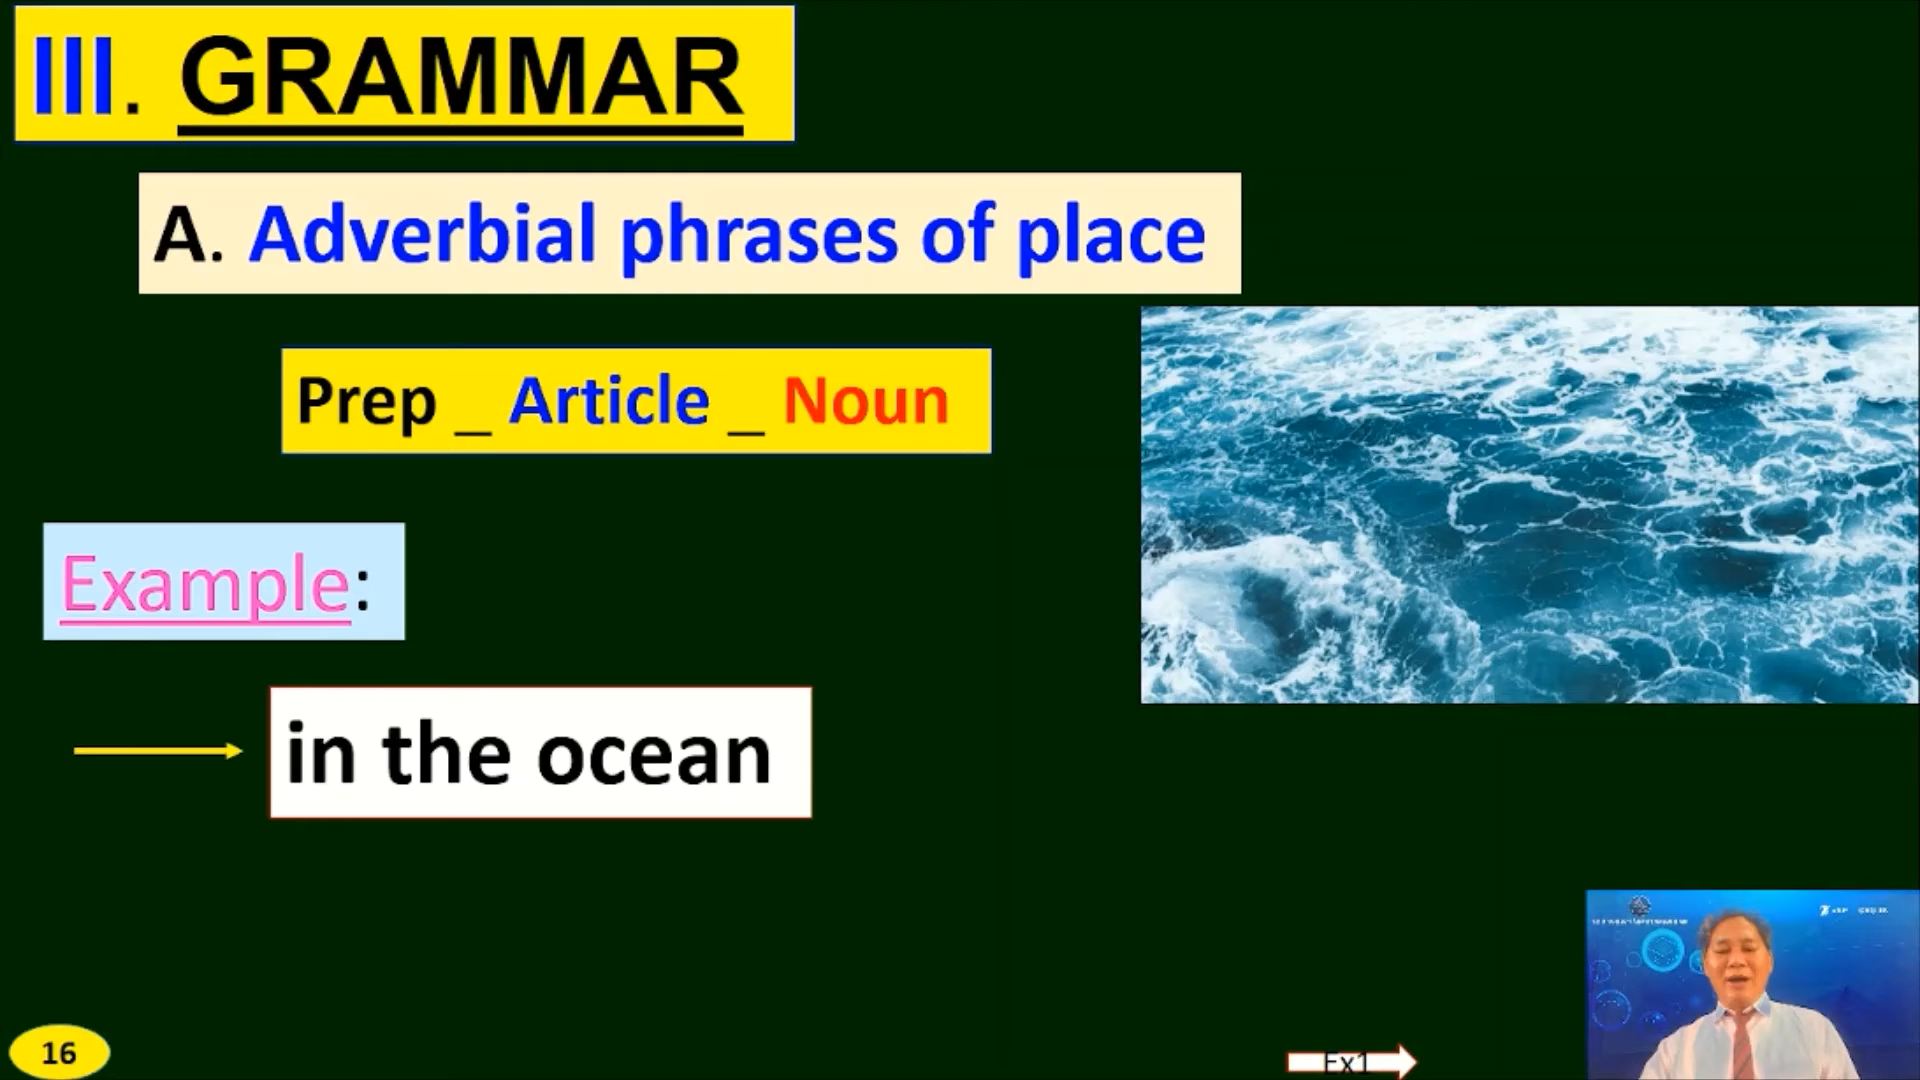 III. GRAMMAR
A. Adverbial phrases of place
Prep _ Article _ Noun
Example:
in the ocean
16
Ex1